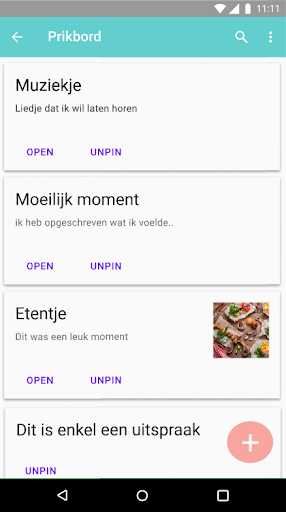 11:11
Prikbord
Muziekje
Liedje dat ik wil laten horen
OPEN UNPIN
Moeilijk moment
ik heb opgeschreven wat ik voelde..
OPEN UNPIN
Etentje
Dit was een leuk moment
OPEN UNPIN
Dit is enkel een uitspraak
UNPIN